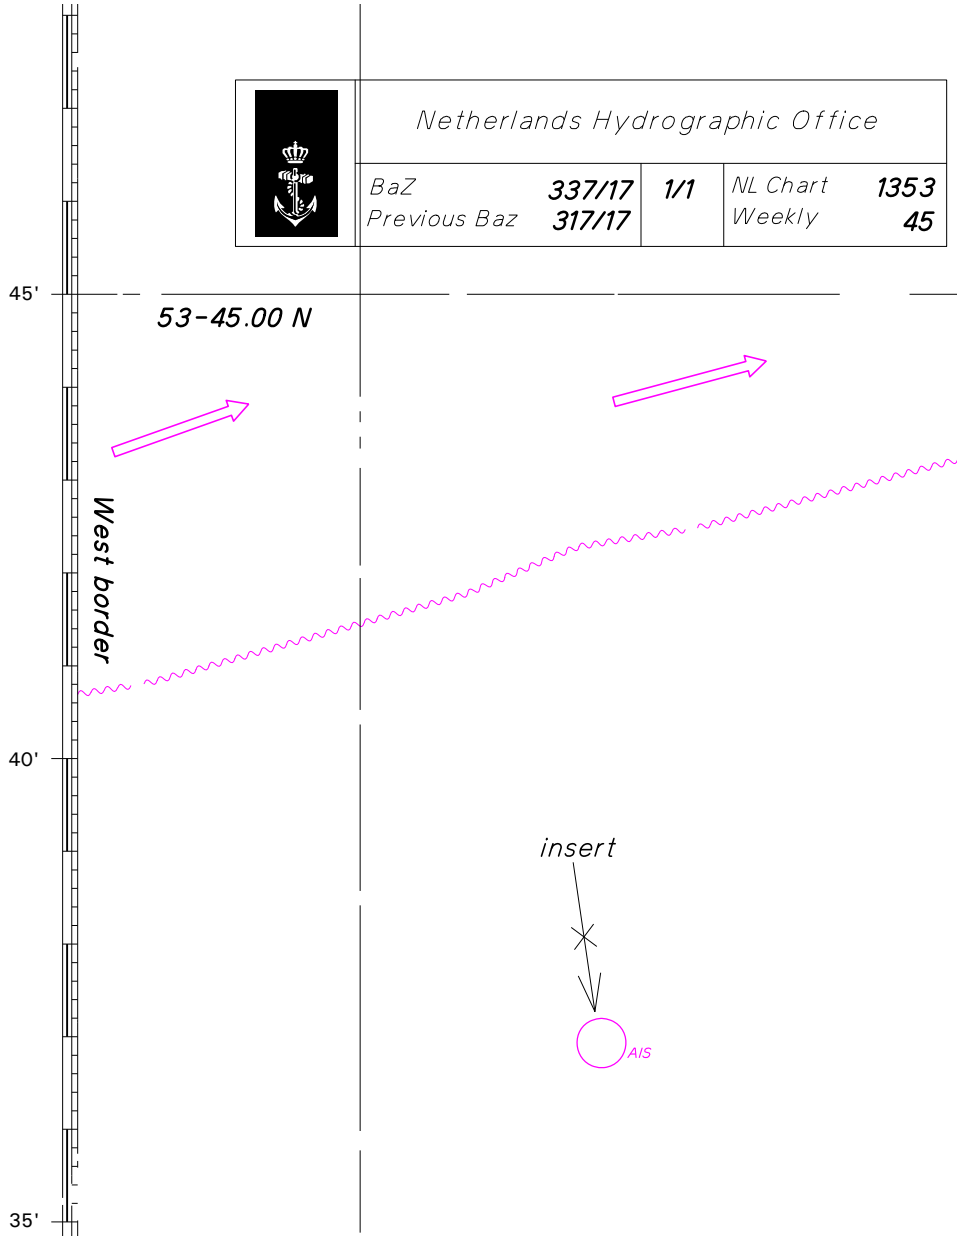 Netherlands Hydrographic Office
BaZ 337/17 1/1 NL Chart 1353
Previous Baz 317/17 Weekly 45
45'
53-45.00 N
West border
40'
insert
AIS
35'